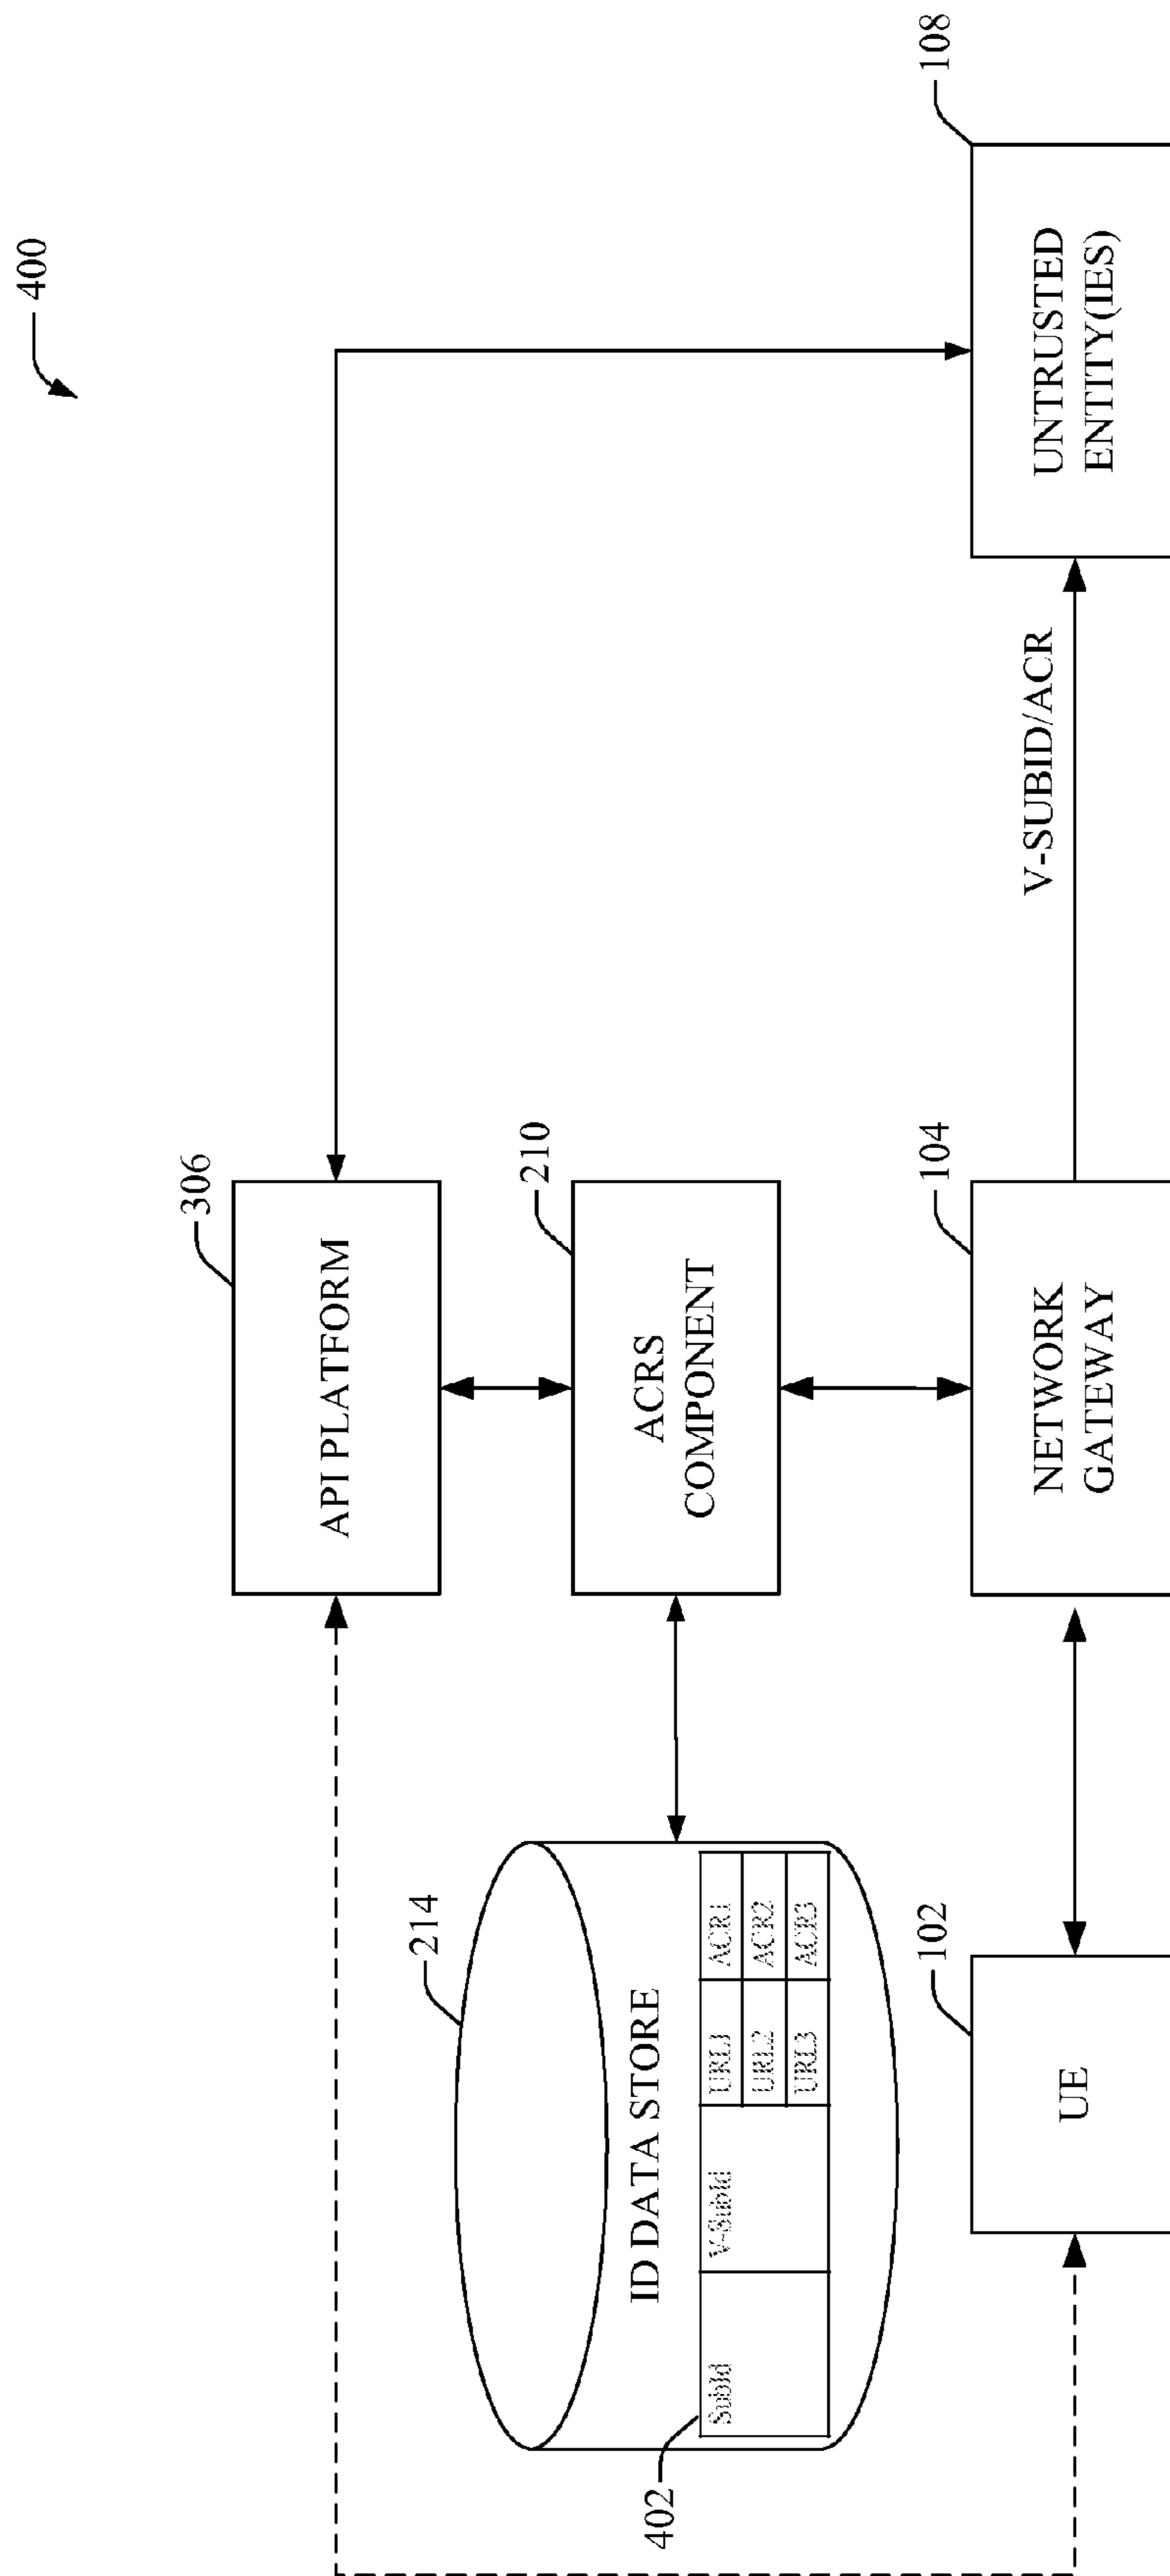 400
306
API PLATFORM
214
ID DATA STORE
402
SubId
V-SubId
URL1
ACR1
URL2
ACR2
URL3
ACR3
210
ACRS
COMPONENT
102
UE
104
NETWORK
GATEWAY
V-SUBID/ACR
108
UNTRUSTED
ENTITY(IES)